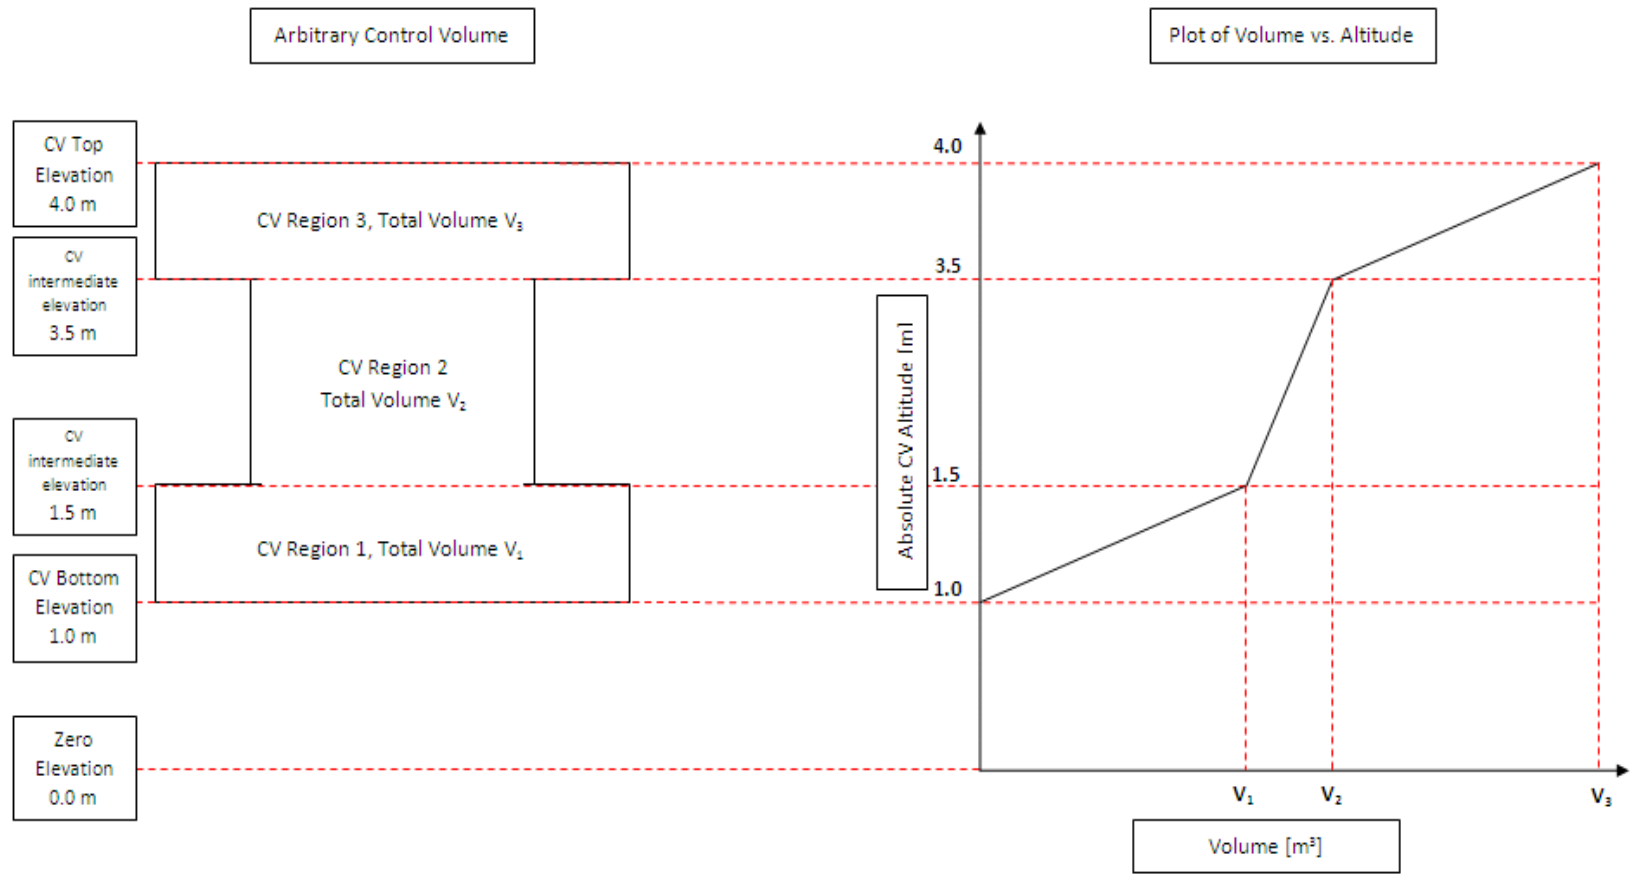 Arbitrary Control Volume
Plot of Volume vs. Altitude
CV Top
Elevation
4.0 m
CV
intermediate
elevation
3.5 m
CV
intermediate
elevation
1.5 m
CV Bottom
Elevation
1.0 m
Zero
Elevation
0.0 m
CV Region 3, Total Volume V₃
CV Region 2
Total Volume V₂
CV Region 1, Total Volume V₁
Absolute CV Altitude [m]
4.0
3.5
1.5
1.0
V₁
V₂
V₃
Volume [m³]